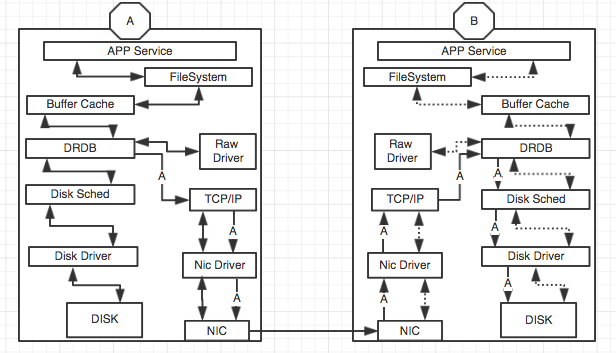 A
APP Service
FileSystem
Buffer Cache
DRDB
Raw
Driver
A
Disk Sched
TCP/IP
A
Disk Driver
Nic Driver
A
DISK
NIC
B
APP Service
FileSystem
Buffer Cache
Raw
Driver
DRDB
A
A
TCP/IP
Disk Sched
A
A
Nic Driver
Disk Driver
A
A
NIC
DISK